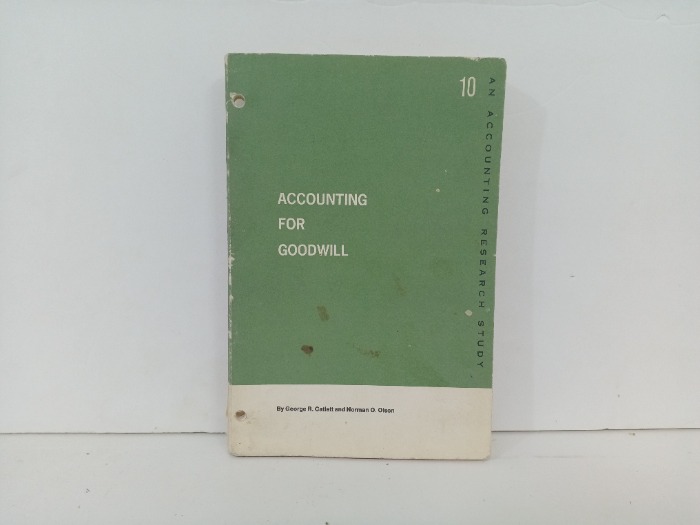 10
AN ACCOUNTING RESEARCH STUDY
ACCOUNTING
FOR
GOODWILL
By George R. Catlett and Norman O. Olson